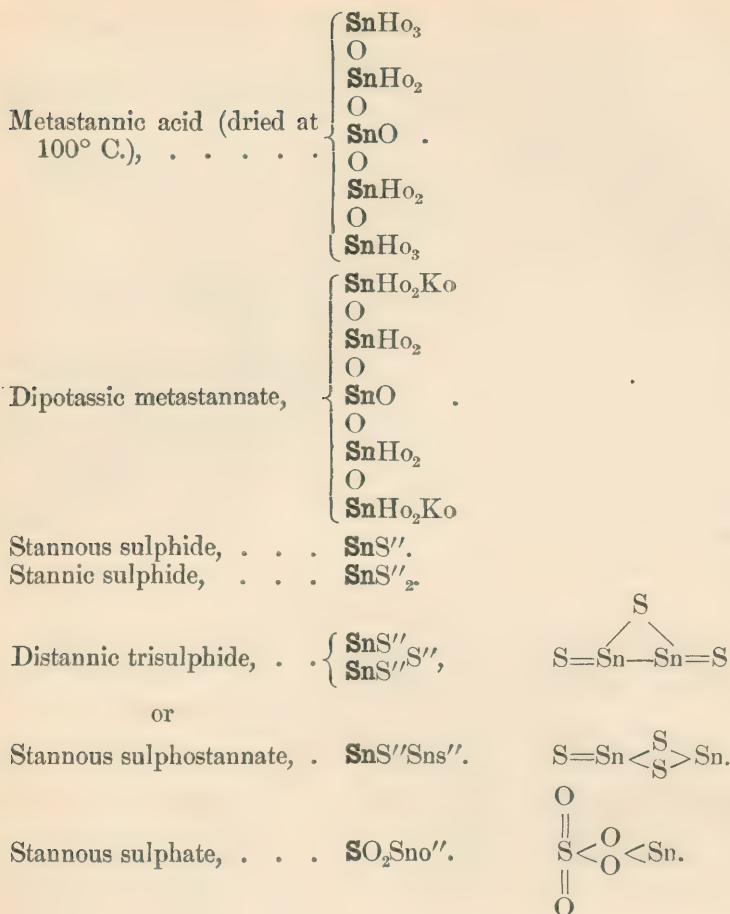 SnHo₃
O
SnHo₂
O
Metastannic acid (dried at
100° C.), . . . . . SnO .
O
SnHo₂
O
SnHo₃
SnHo₂Ko
O
SnHo₂
O
Dipotassic metastannate, SnO .
O
SnHo₂
O
SnHo₂Ko
Stannous sulphide, . . . SnS″.
Stannic sulphide, . . . SnS″₂.
S
Distannic trisulphide, . . { SnS″ SnS″ S″, S=Sn—Sn=S
or
Stannous sulphostannate, . SnS″Sns″. S=Sn<S S>Sn.
O
||
Stannous sulphate, . . . SO₂Sno″. S<O O<Sn.
||
O